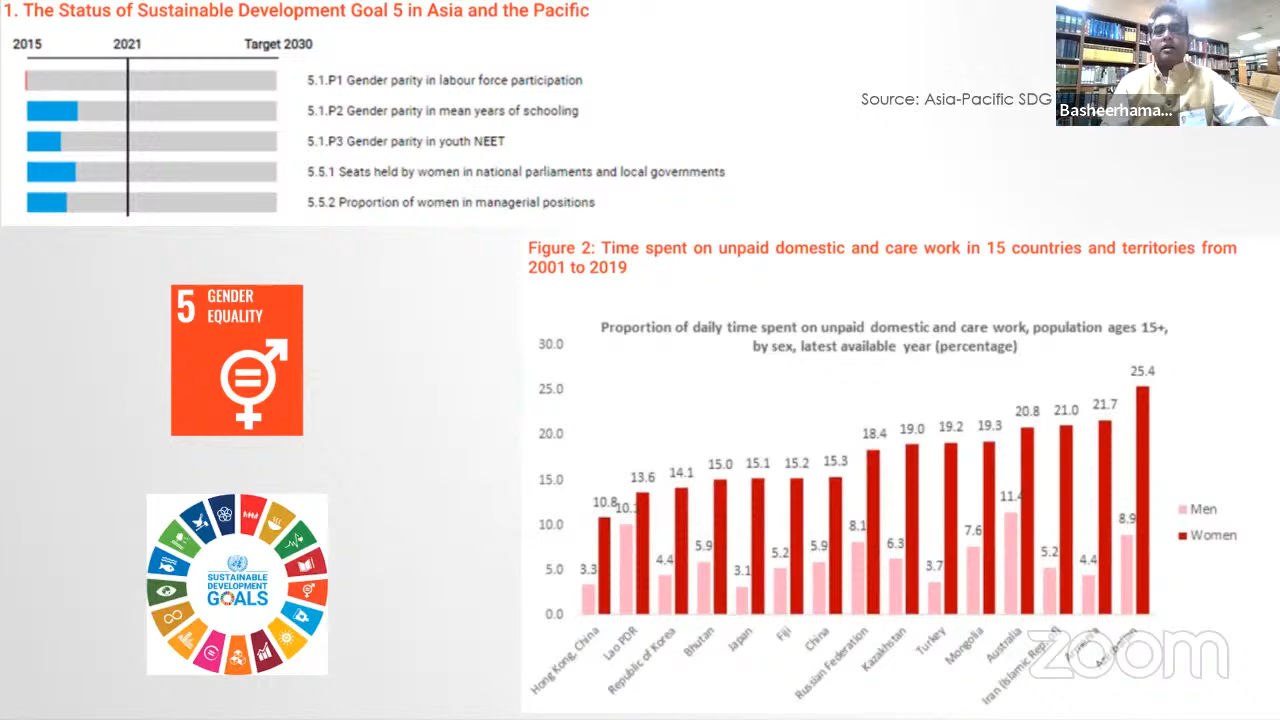 1. The Status of Sustainable Development Goal 5 in Asia and the Pacific
2015 2021 Target 2030
5.1.P1 Gender parity in labour force participation
5.1.P2 Gender parity in mean years of schooling
5.1.P3 Gender parity in youth NEET
5.5.1 Seats held by women in national parliaments and local governments
5.5.2 Proportion of women in managerial positions
Source: Asia-Pacific SDG
Basheerhama...
5 GENDER
EQUALITY
SUSTAINABLE
DEVELOPMENT
GOALS
Figure 2: Time spent on unpaid domestic and care work in 15 countries and territories from
2001 to 2019
Proportion of daily time spent on unpaid domestic and care work, population ages 15+,
by sex, latest available year (percentage)
30.0
25.0
20.0
15.0
10.0
5.0
0.0
3.3 10.8 10.1 13.6 4.4 14.1 5.9 15.0 3.1 15.1 5.2 15.2 5.9 15.3 8.1 18.4 6.3 19.0 3.7 19.2 7.6 19.3 11.4 20.8 5.2 21.0 4.4 21.7 8.9 25.4
Hong Kong, China
Lao PDR
Republic of Korea
Bhutan
Japan
Fiji
China
Russian Federation
Kazakhstan
Turkey
Mongolia
Australia
Iran (Islamic
Men
Women
zoom